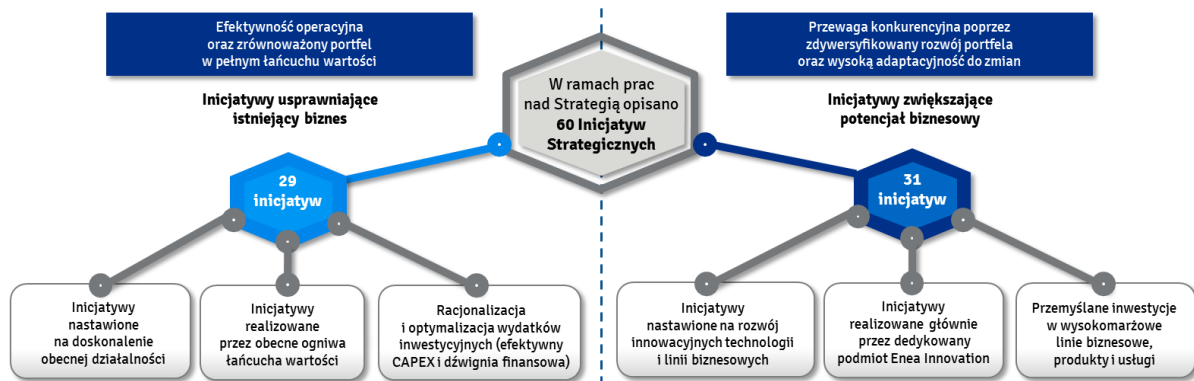 Efektywność operacyjna
oraz zrównoważony portfel
w pełnym łańcuchu wartości
Inicjatywy usprawniające
istniejący biznes
W ramach prac
nad Strategią opisano
60 Inicjatyw
Strategicznych
Przewaga konkurencyjna poprzez
zdywersyfikowany rozwój portfela
oraz wysoką adaptacyjność do zmian
Inicjatywy zwiększające
potencjał biznesowy
29
inicjatyw
31
inicjatyw
Inicjatywy
nastawione
na doskonalenie
obecnej działalności
Inicjatywy
realizowane
przez obecne ogniwa
łańcucha wartości
Racjonalizacja
i optymalizacja wydatków
inwestycyjnych (efektywny
CAPEX i dźwignia finansowa)
Inicjatywy
nastawione na rozwój
innowacyjnych technologii
i linii biznesowych
Inicjatywy
realizowane głównie
przez dedykowany
podmiot Enea Innovation
Przemyślane inwestycje
w wysokomarżowe
linie biznesowe,
produkty i usługi